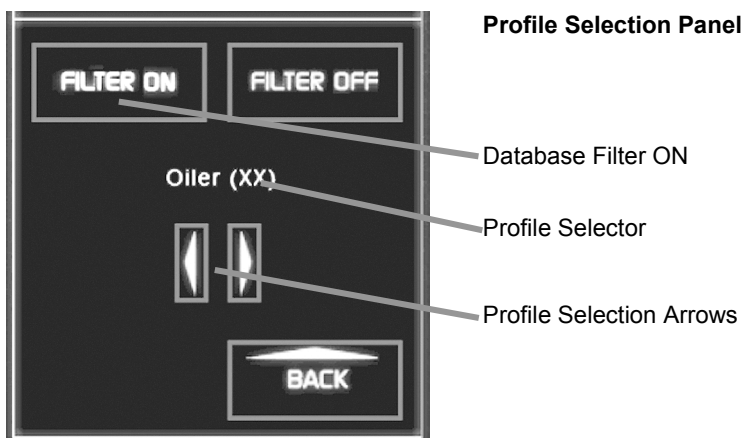 Profile Selection Panel
FILTER ON
FILTER OFF
Database Filter ON
Oiler (XX)
Profile Selector
Profile Selection Arrows
BACK